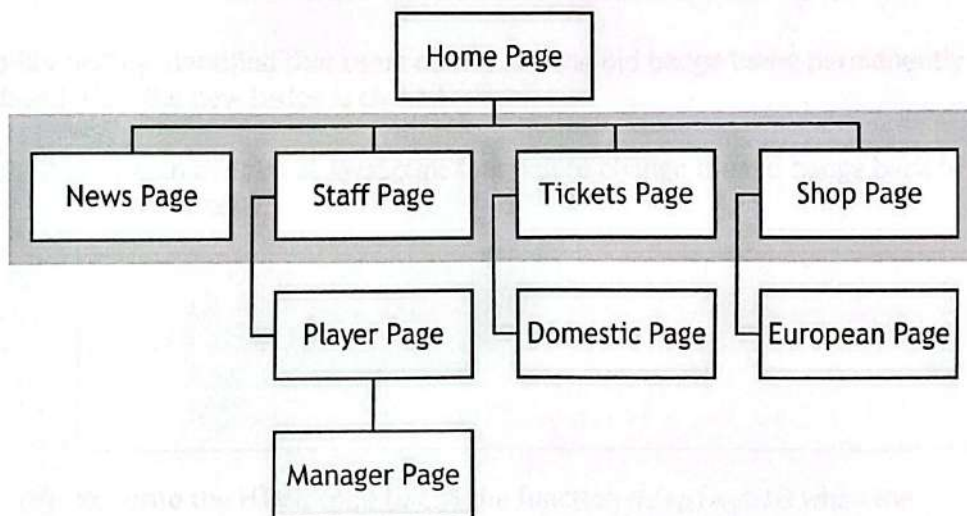 Home Page
News Page
Staff Page
Tickets Page
Shop Page
Player Page
Domestic Page
European Page
Manager Page